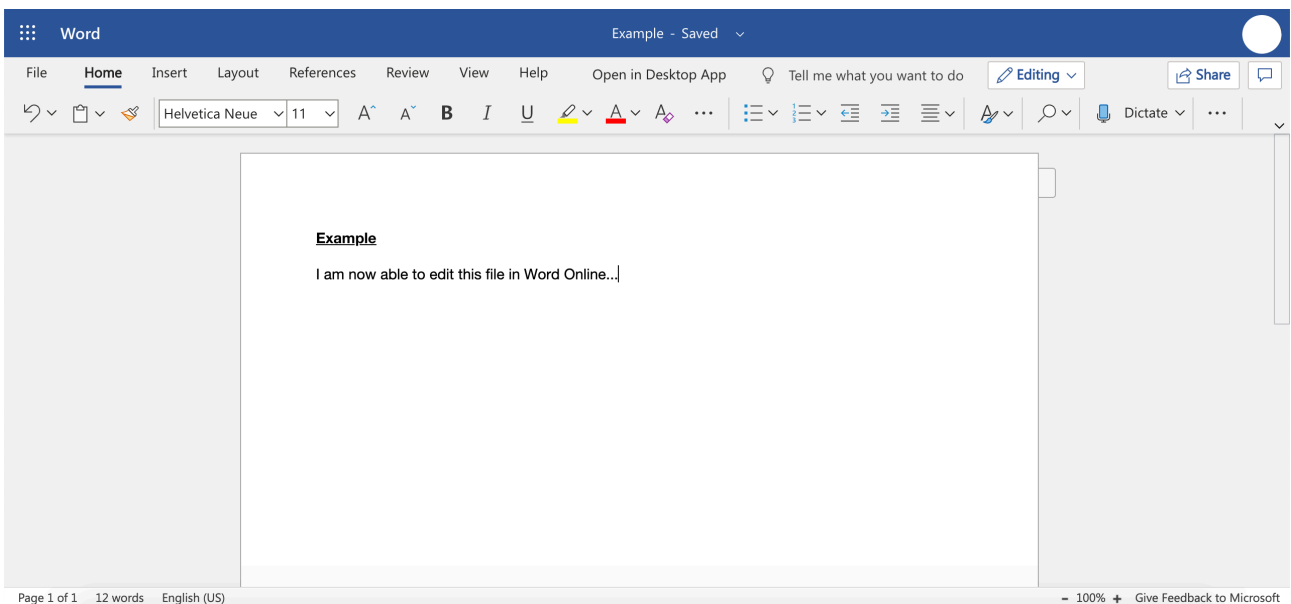 Word
Example - Saved
File Home Insert Layout References Review View Help Open in Desktop App Tell me what you want to do Editing Share
Helvetica Neue 11 A A B I U A A Dictate
Example
I am now able to edit this file in Word Online...
Page 1 of 1 12 words English (US) - 100% + Give Feedback to Microsoft